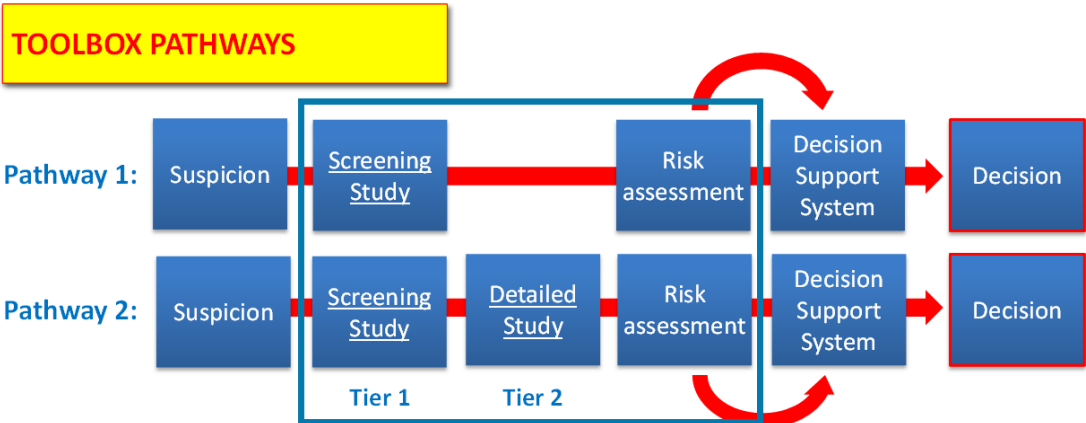 TOOLBOX PATHWAYS
Pathway 1:
Suspicion
Screening
Study
Risk
assessment
Decision
Support
System
Decision
Pathway 2:
Suspicion
Screening
Study
Detailed
Study
Risk
assessment
Decision
Support
System
Decision
Tier 1
Tier 2